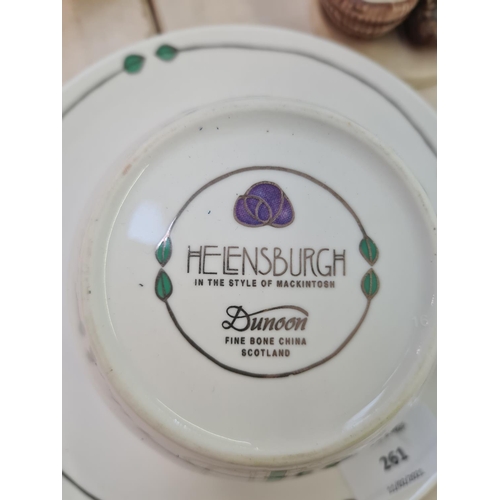 HELENSBURGH
IN THE STYLE OF MACKINTOSH
Dunoon
FINE BONE CHINA
SCOTLAND
261